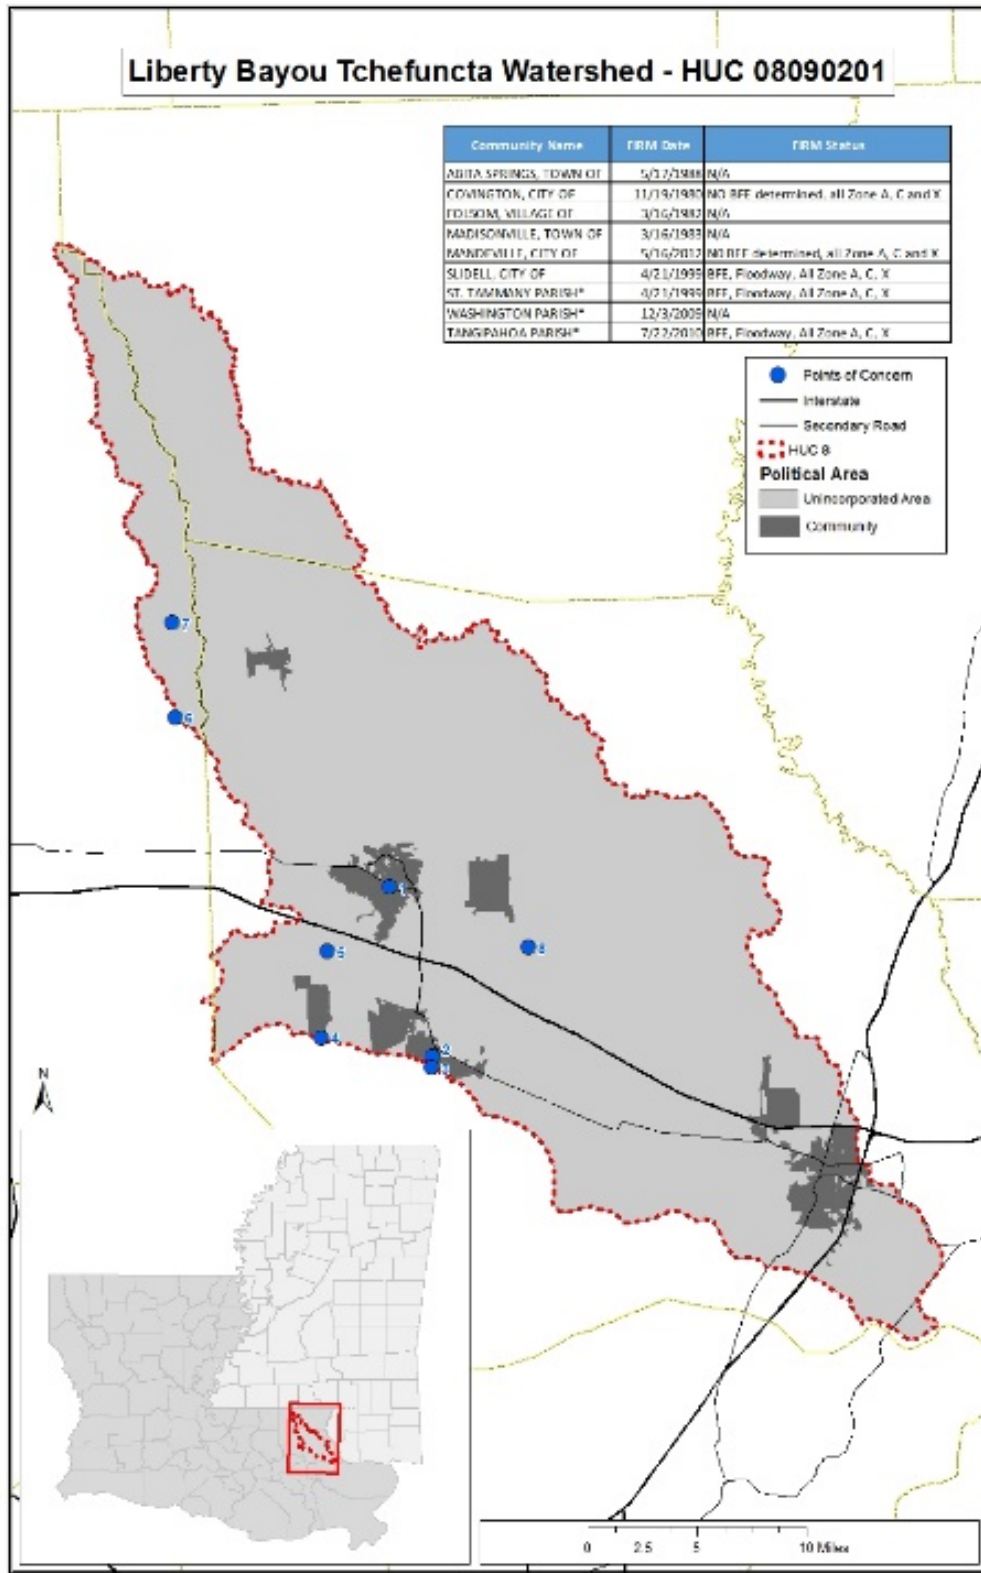 Liberty Bayou Tchefuncta Watershed - HUC 08090201
Community Name FIRM Date FIRM Status
ABITA SPRINGS, TOWN OF 5/17/1988 N/A
COVINGTON, CITY OF 11/19/1980 NO BFE determined, all Zone A, C and X
FOLSOM, VILLAGE OF 3/16/1982 N/A
MADISONVILLE, TOWN OF 3/16/1983 N/A
MANDEVILLE, CITY OF 5/16/2012 NO BFE determined, all Zone A, C and X
SLIDELL, CITY OF 4/21/1999 BFE, Floodway, All Zone A, C, X
ST. TAMMANY PARISH* 4/21/1999 BFE, Floodway, All Zone A, C, X
WASHINGTON PARISH* 12/3/2009 N/A
TANGIPAHOA PARISH* 7/22/2010 BFE, Floodway, All Zone A, C, X
Points of Concern
Interstate
Secondary Road
HUC 8
Political Area
Unincorporated Area
Community
7
6
1
5
8
4
2
3
N
0 2.5 5 10 Miles